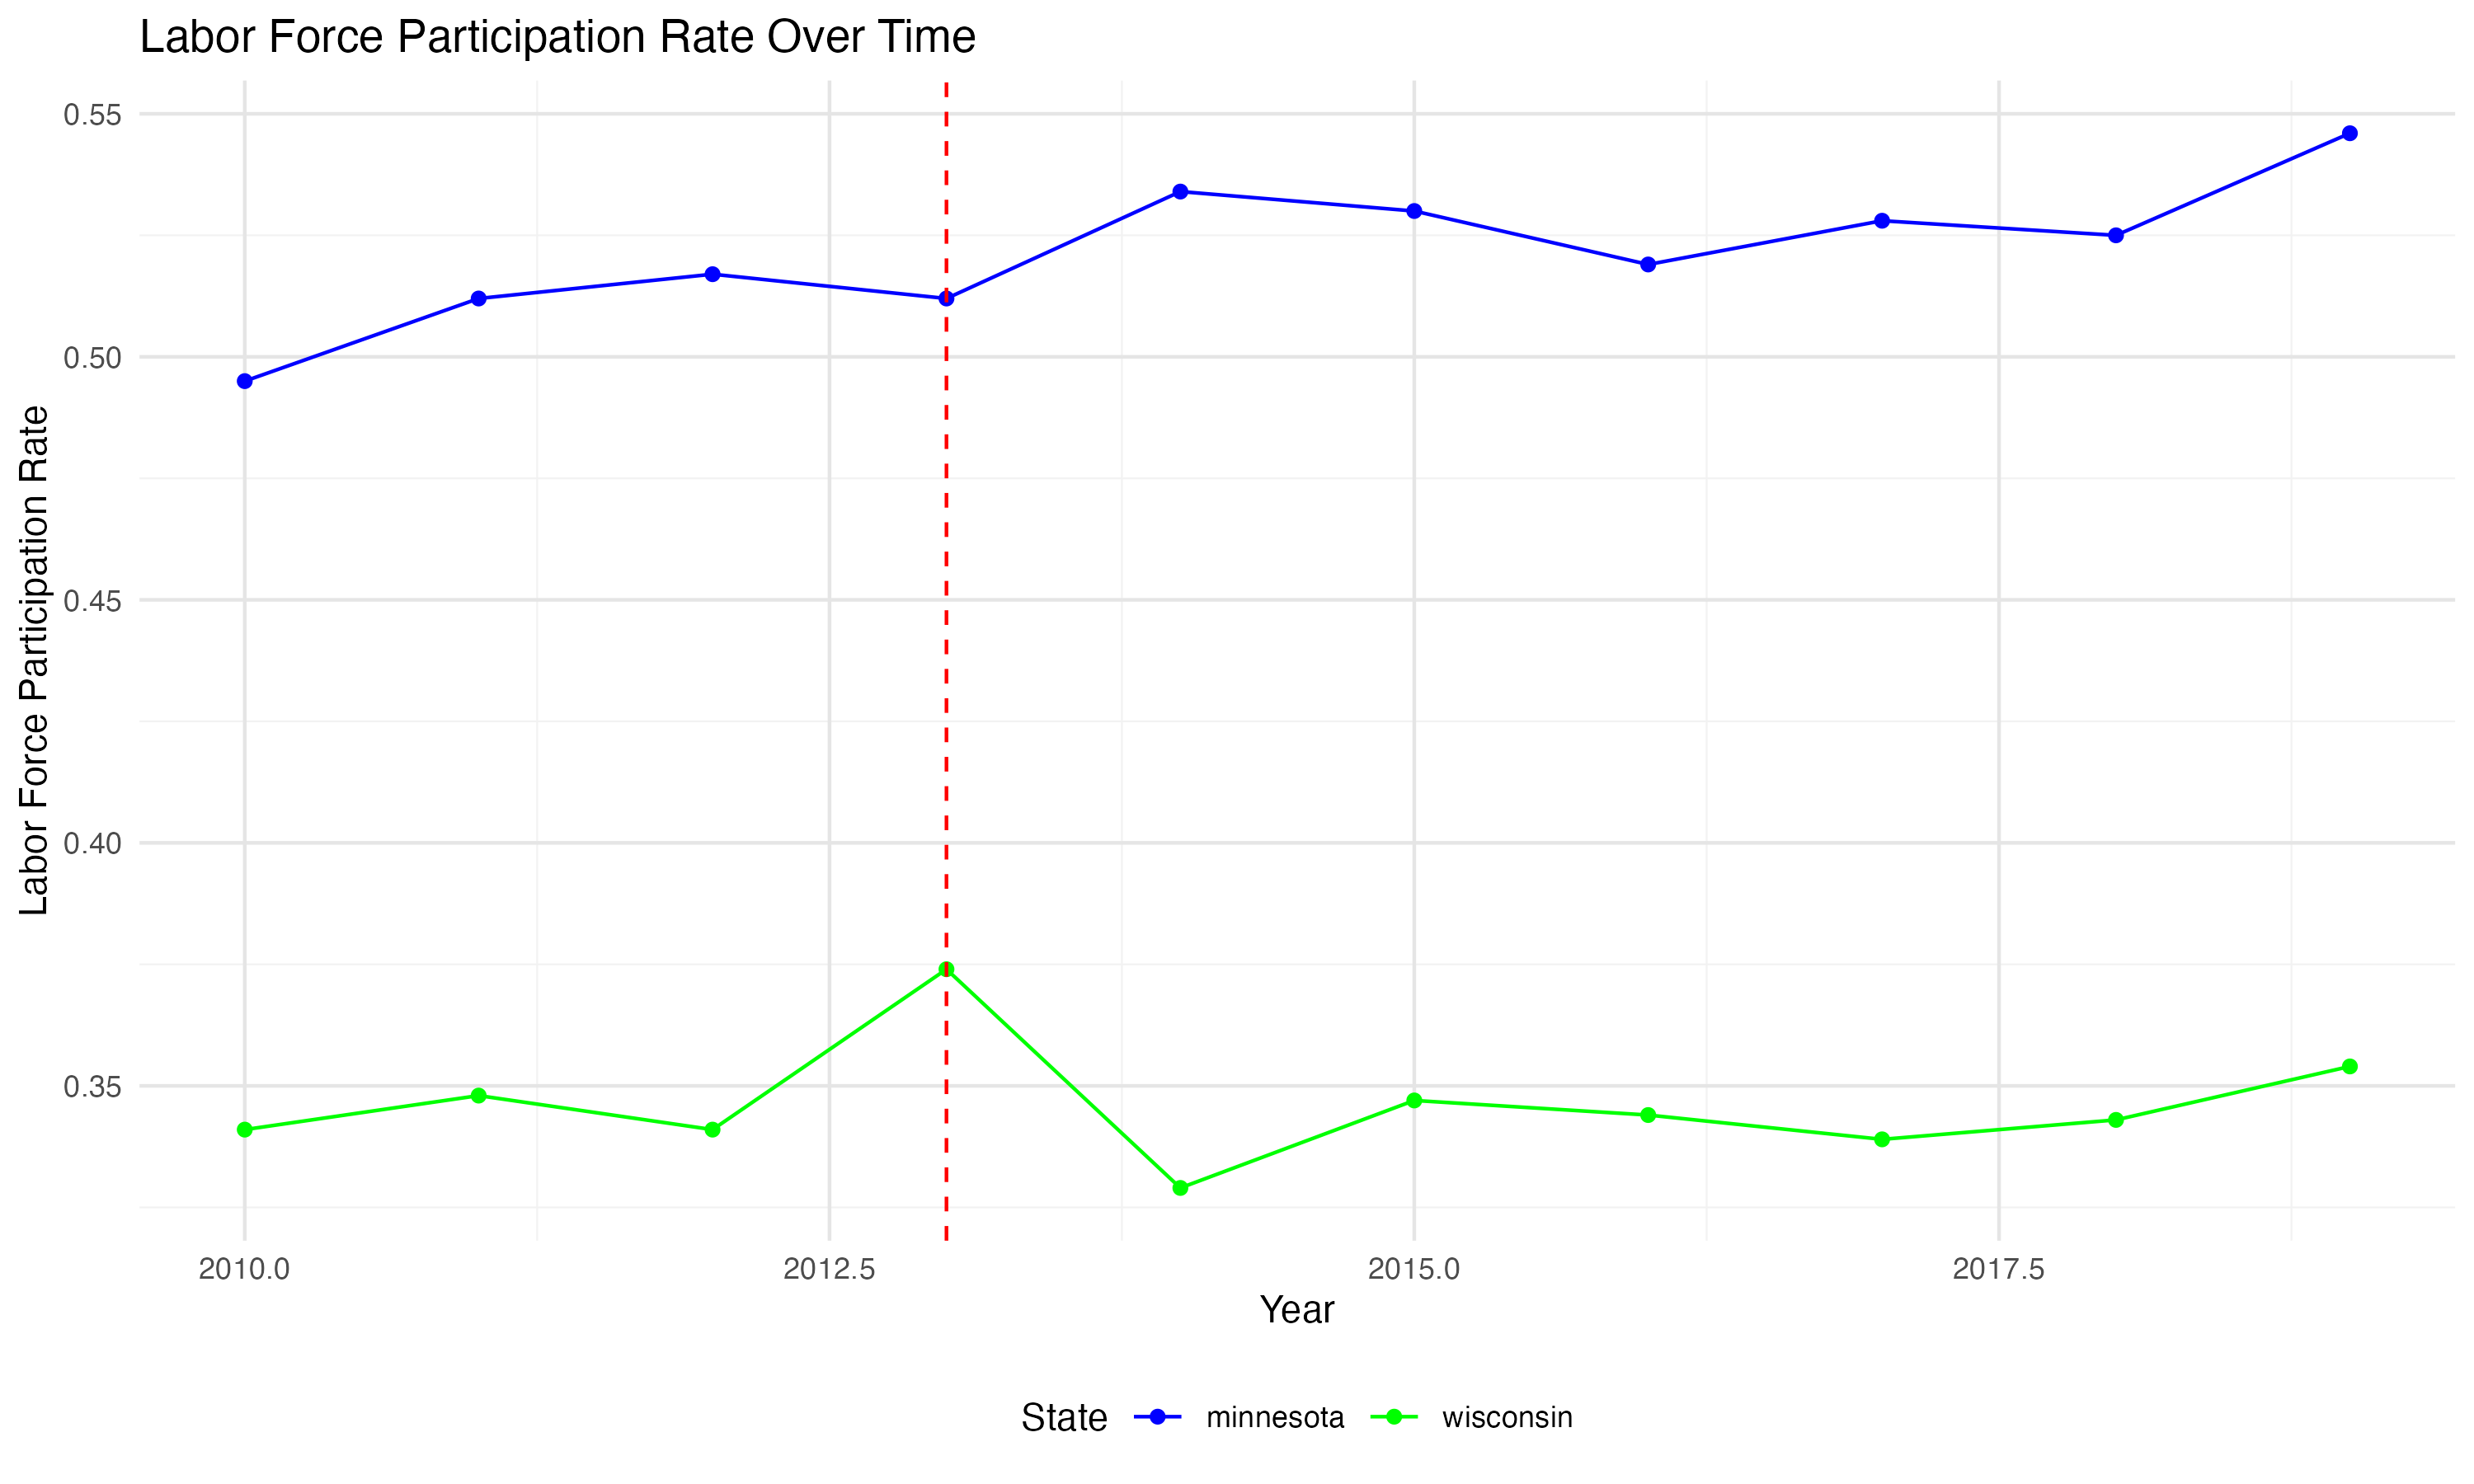 Labor Force Participation Rate Over Time
Labor Force Participation Rate
0.55
0.50
0.45
0.40
0.35
2010.0 2012.5 2015.0 2017.5
Year
State minnesota wisconsin